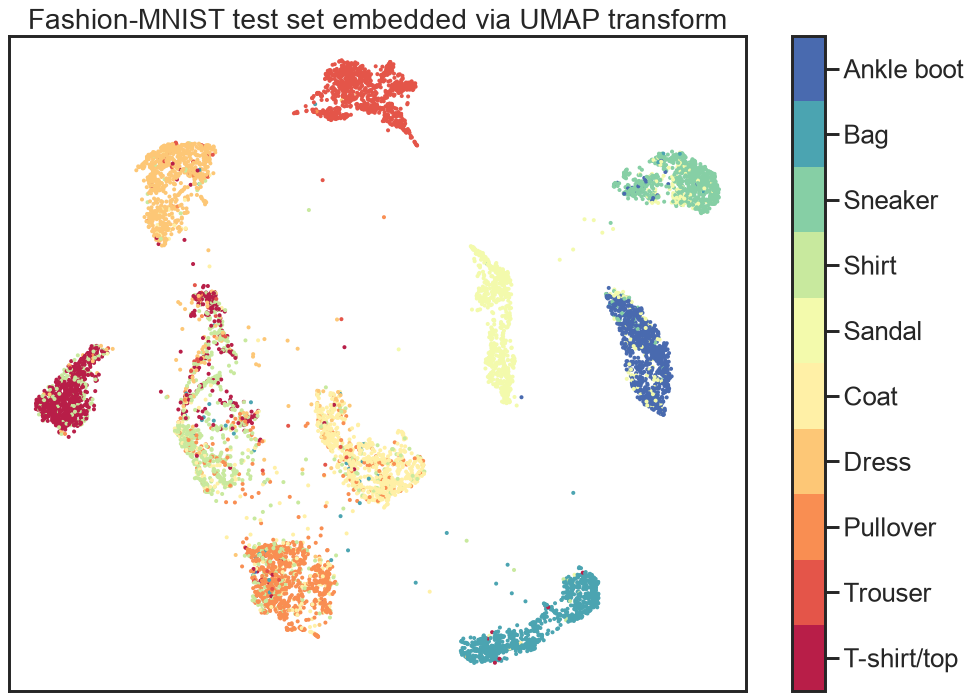 Fashion-MNIST test set embedded via UMAP transform
Ankle boot
Bag
Sneaker
Shirt
Sandal
Coat
Dress
Pullover
Trouser
T-shirt/top